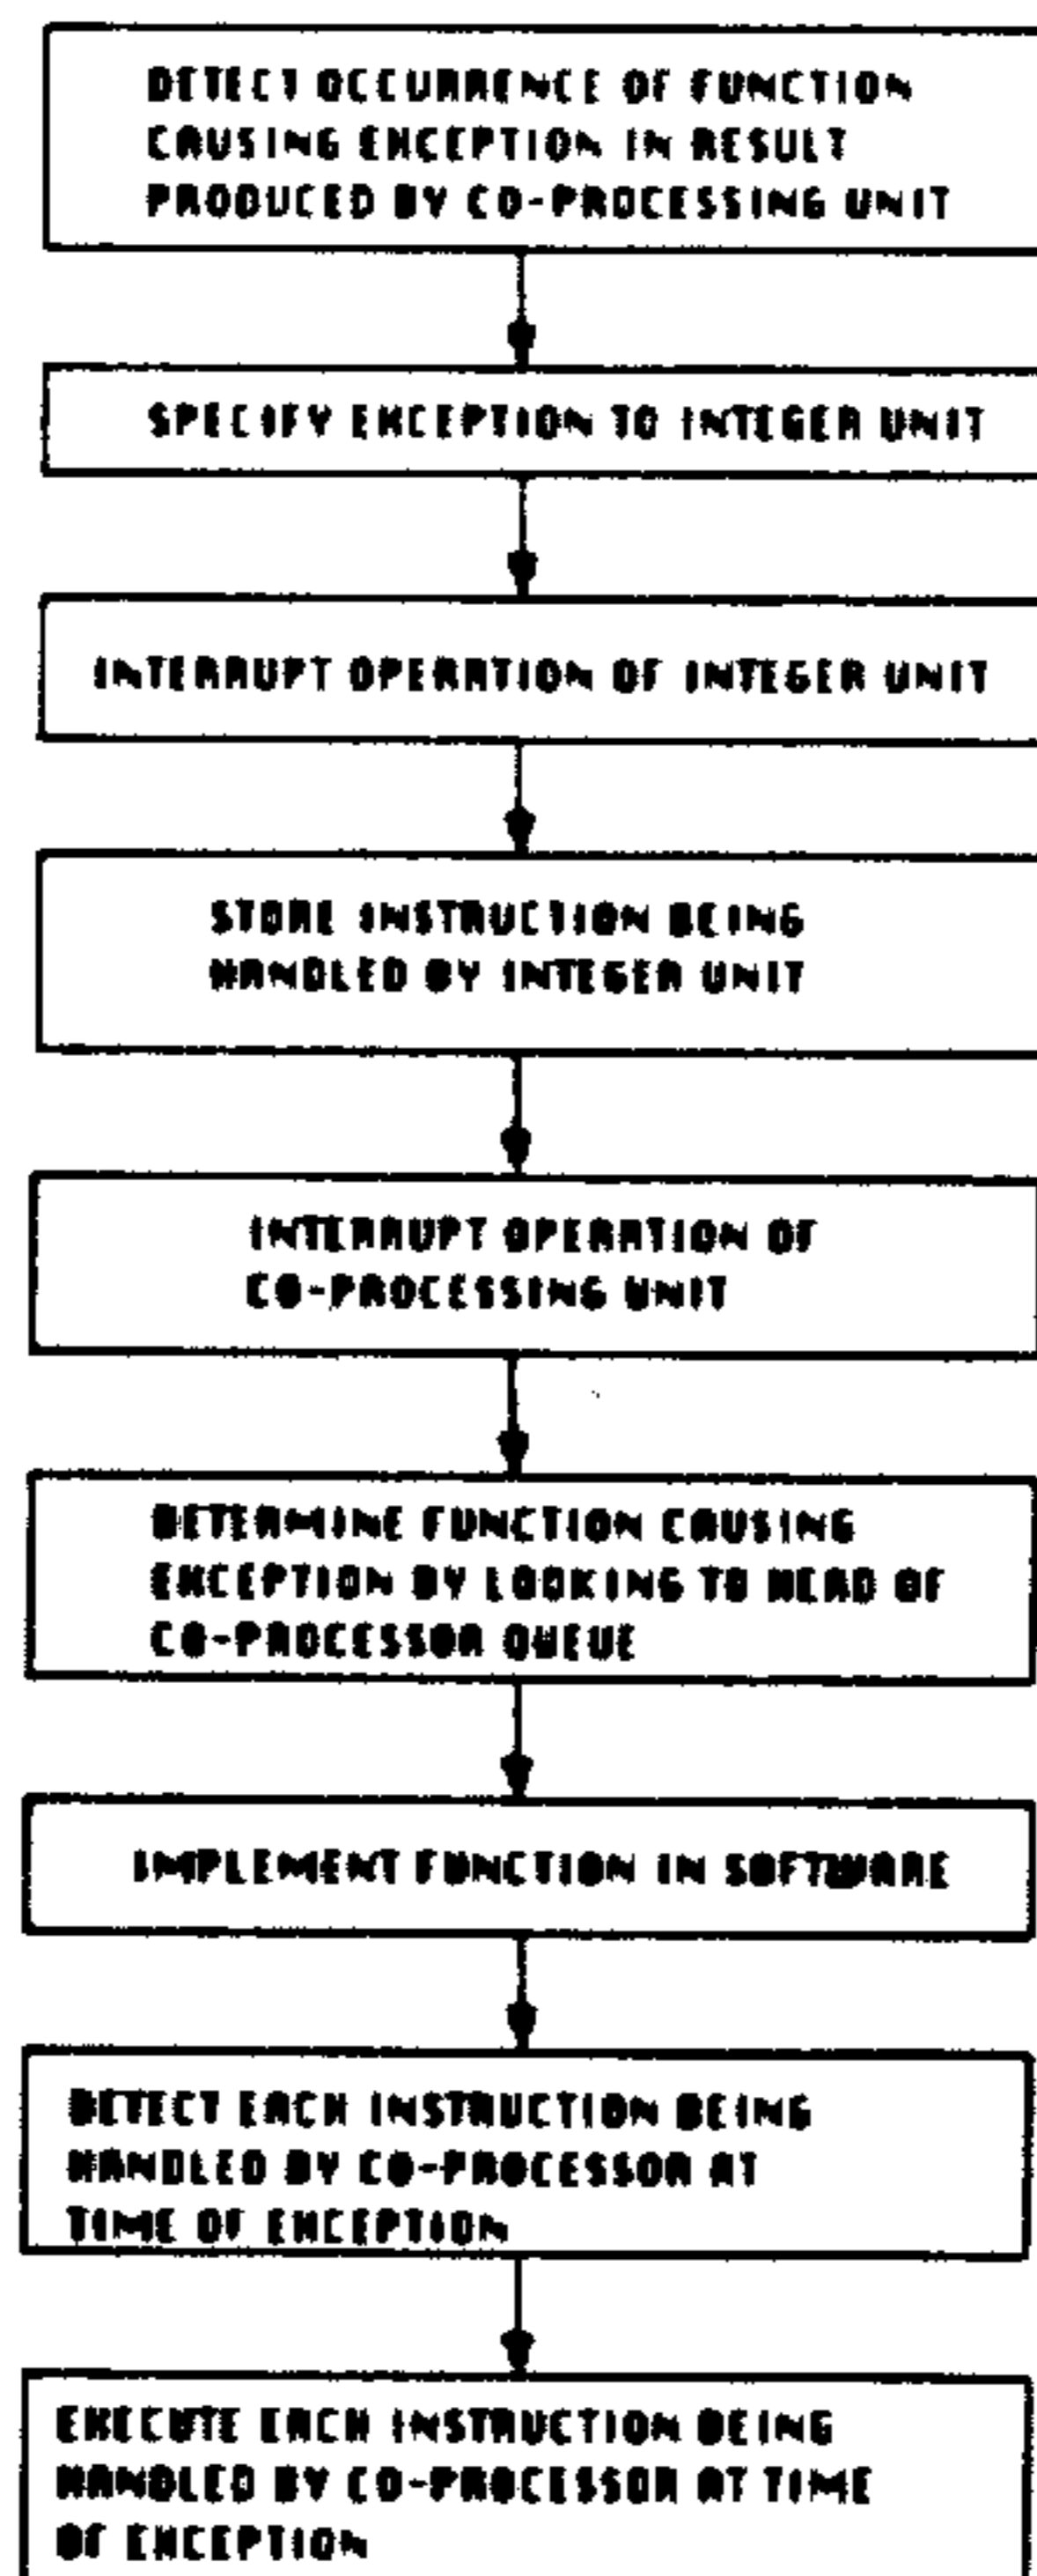 DETECT OCCURRENCE OF FUNCTION
CAUSING EXCEPTION IN RESULT
PRODUCED BY CO-PROCESSING UNIT
SPECIFY EXCEPTION TO INTEGER UNIT
INTERRUPT OPERATION OF INTEGER UNIT
STORE INSTRUCTION BEING
HANDLED BY INTEGER UNIT
INTERRUPT OPERATION OF
CO-PROCESSING UNIT
DETERMINE FUNCTION CAUSING
EXCEPTION BY LOOKING TO HEAD OF
CO-PROCESSOR QUEUE
IMPLEMENT FUNCTION IN SOFTWARE
DETECT EACH INSTRUCTION BEING
HANDLED BY CO-PROCESSOR AT
TIME OF EXCEPTION
EXECUTE EACH INSTRUCTION BEING
HANDLED BY CO-PROCESSOR AT TIME
OF EXCEPTION